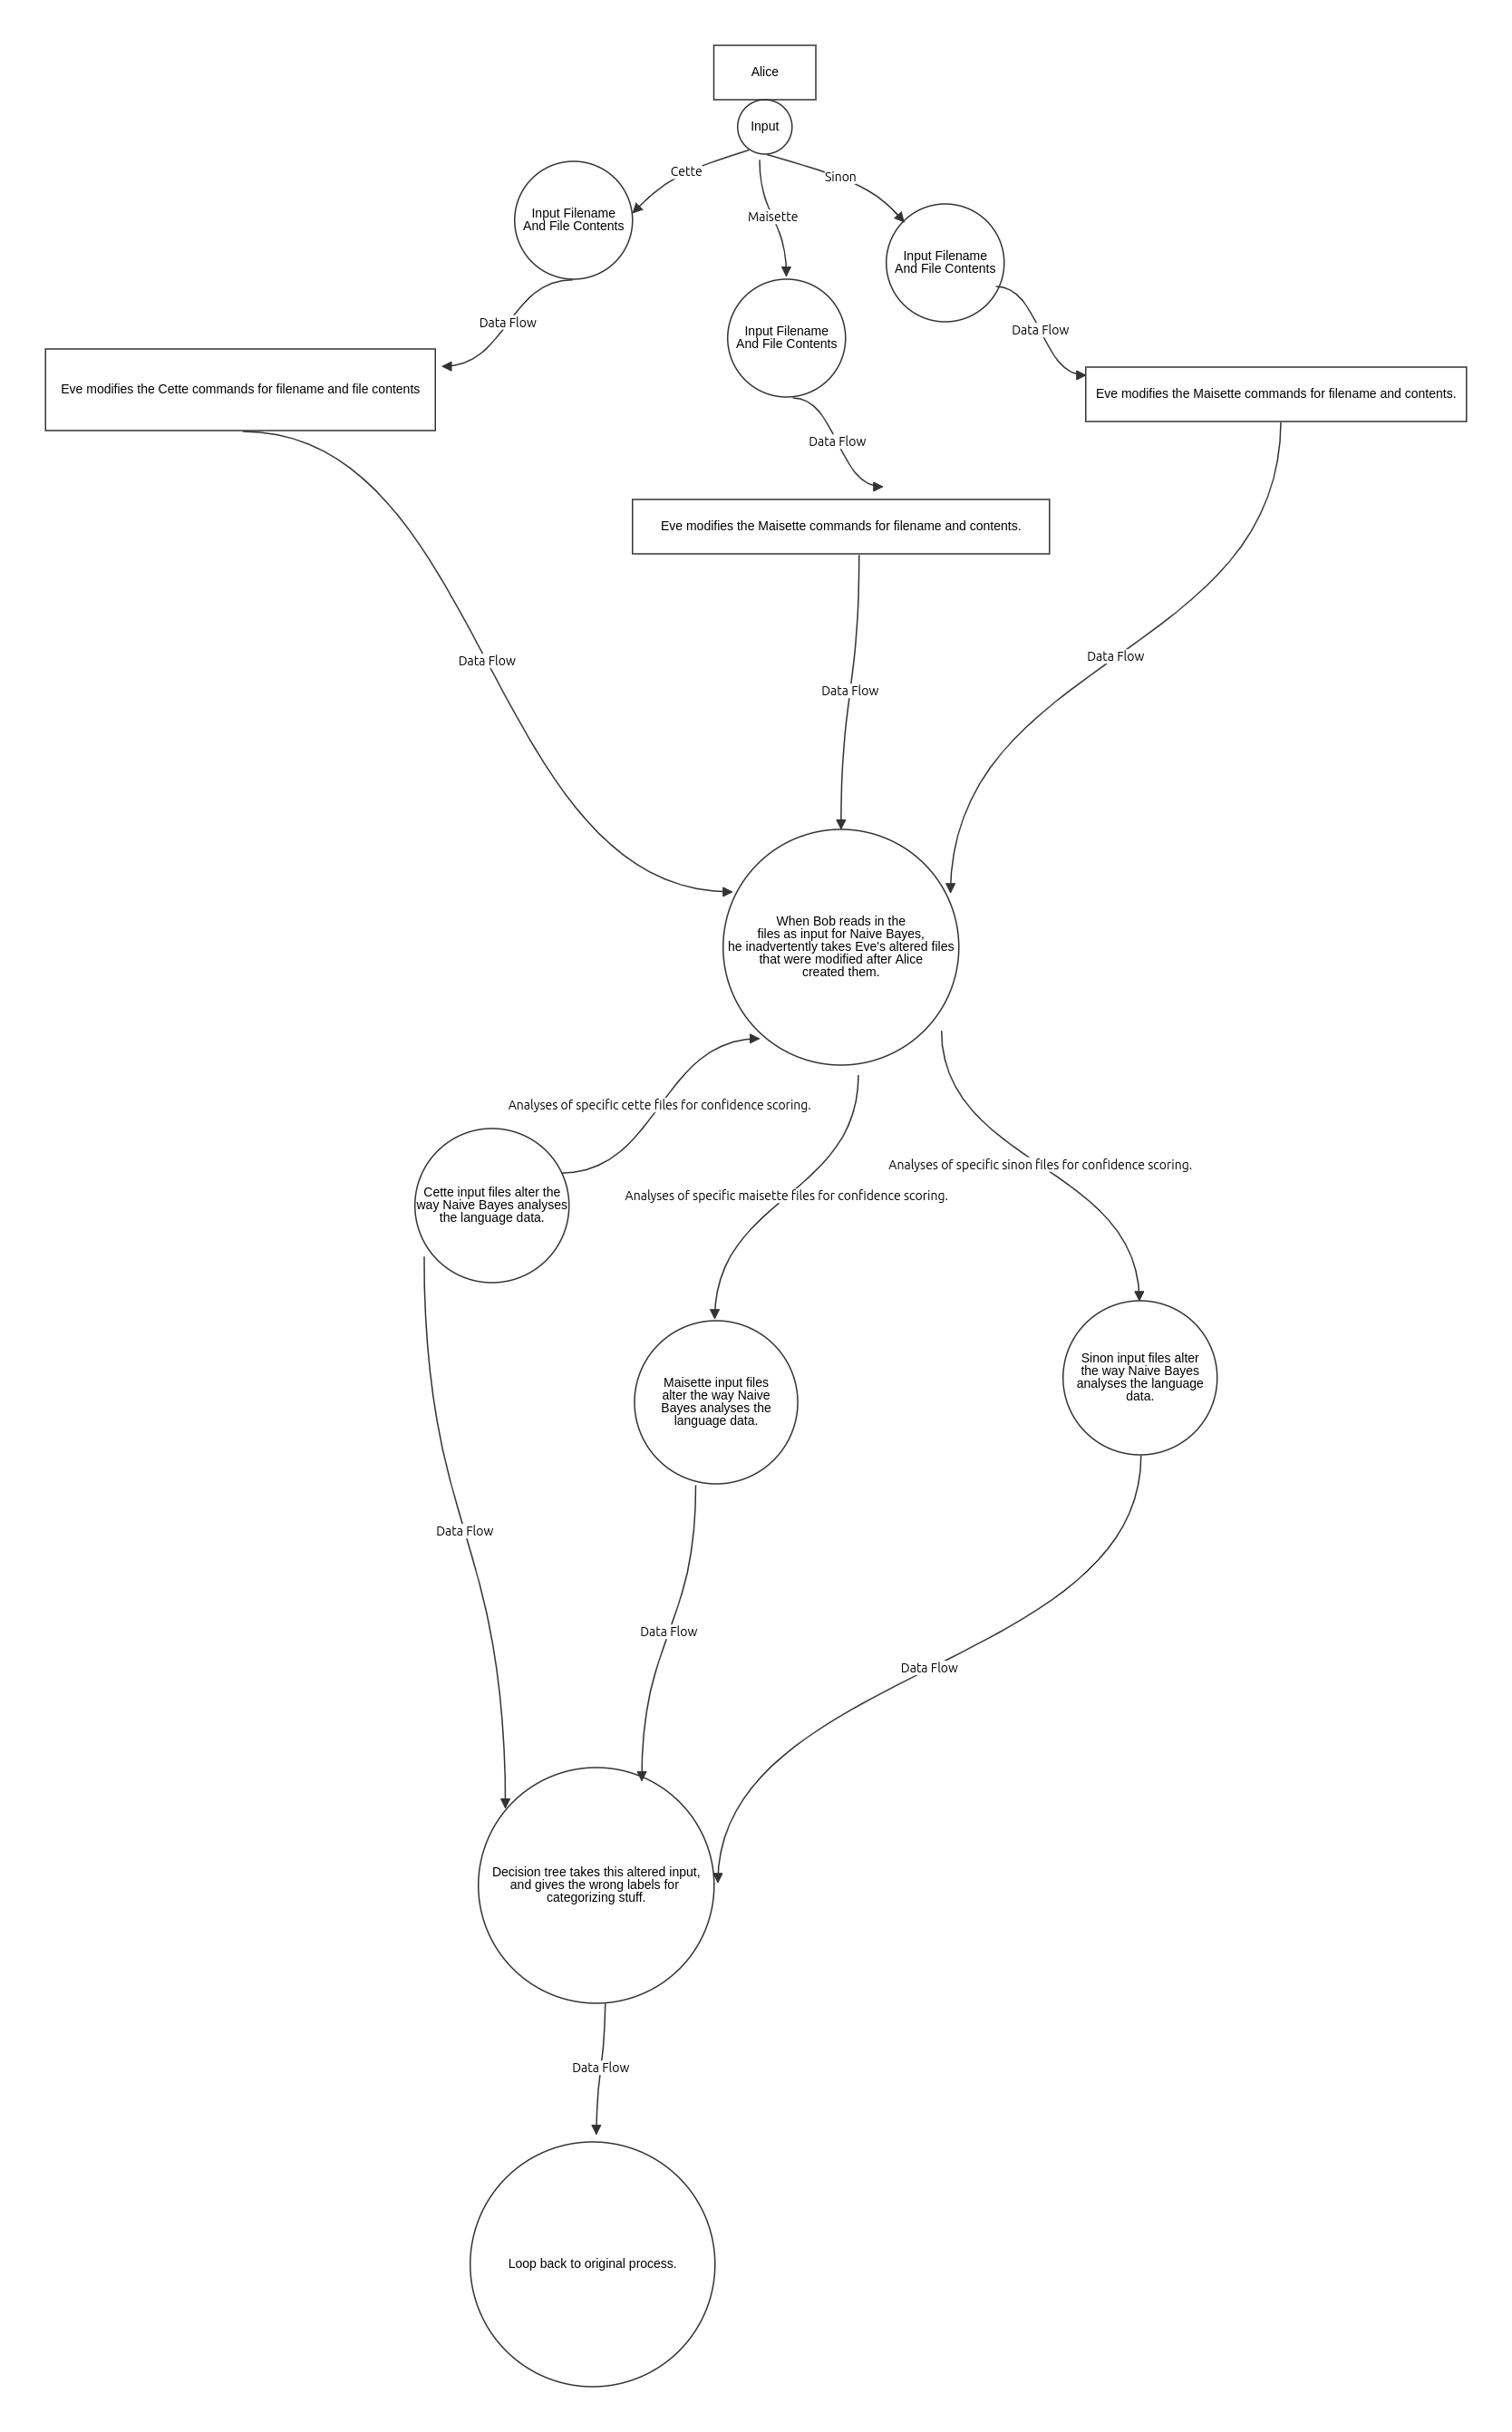 Alice
Input
Cette
Sinon
Maisette
Input Filename
And File Contents
Input Filename
And File Contents
Input Filename
And File Contents
Data Flow
Data Flow
Eve modifies the Cette commands for filename and file contents
Eve modifies the Maisette commands for filename and contents.
Data Flow
Eve modifies the Maisette commands for filename and contents.
Data Flow
Data Flow
Data Flow
When Bob reads in the
files as input for Naive Bayes,
he inadvertently takes Eve's altered files
that were modified after Alice
created them.
Analyses of specific cette files for confidence scoring.
Analyses of specific sinon files for confidence scoring.
Analyses of specific maisette files for confidence scoring.
Cette input files alter the
way Naive Bayes analyses
the language data.
Sinon input files alter
the way Naive Bayes
analyses the language
data.
Maisette input files
alter the way Naive
Bayes analyses the
language data.
Data Flow
Data Flow
Data Flow
Decision tree takes this altered input,
and gives the wrong labels for
categorizing stuff.
Data Flow
Loop back to original process.